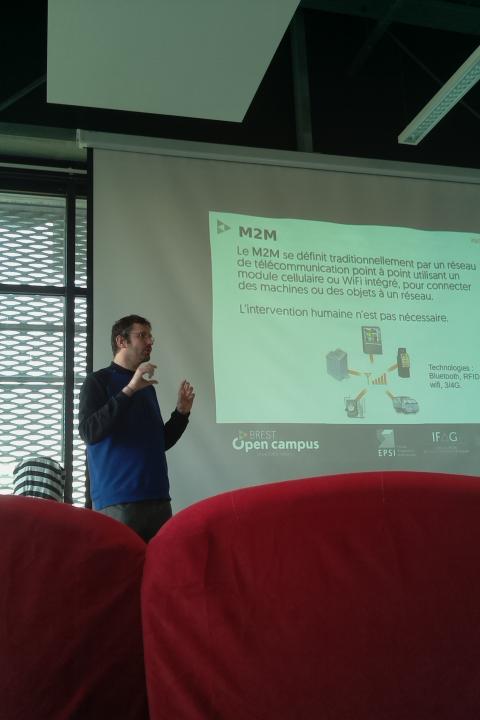 M2M
Le M2M se définit traditionnellement par un réseau
de télécommunication point à point utilisant un
module cellulaire ou WiFi intégré, pour connecter
des machines ou des objets à un réseau.
L'intervention humaine n'est pas nécessaire.
Technologies :
Bluetooth, RFID
wifi, 3/4G.
BREST
Open campus
EPSI
IFAG